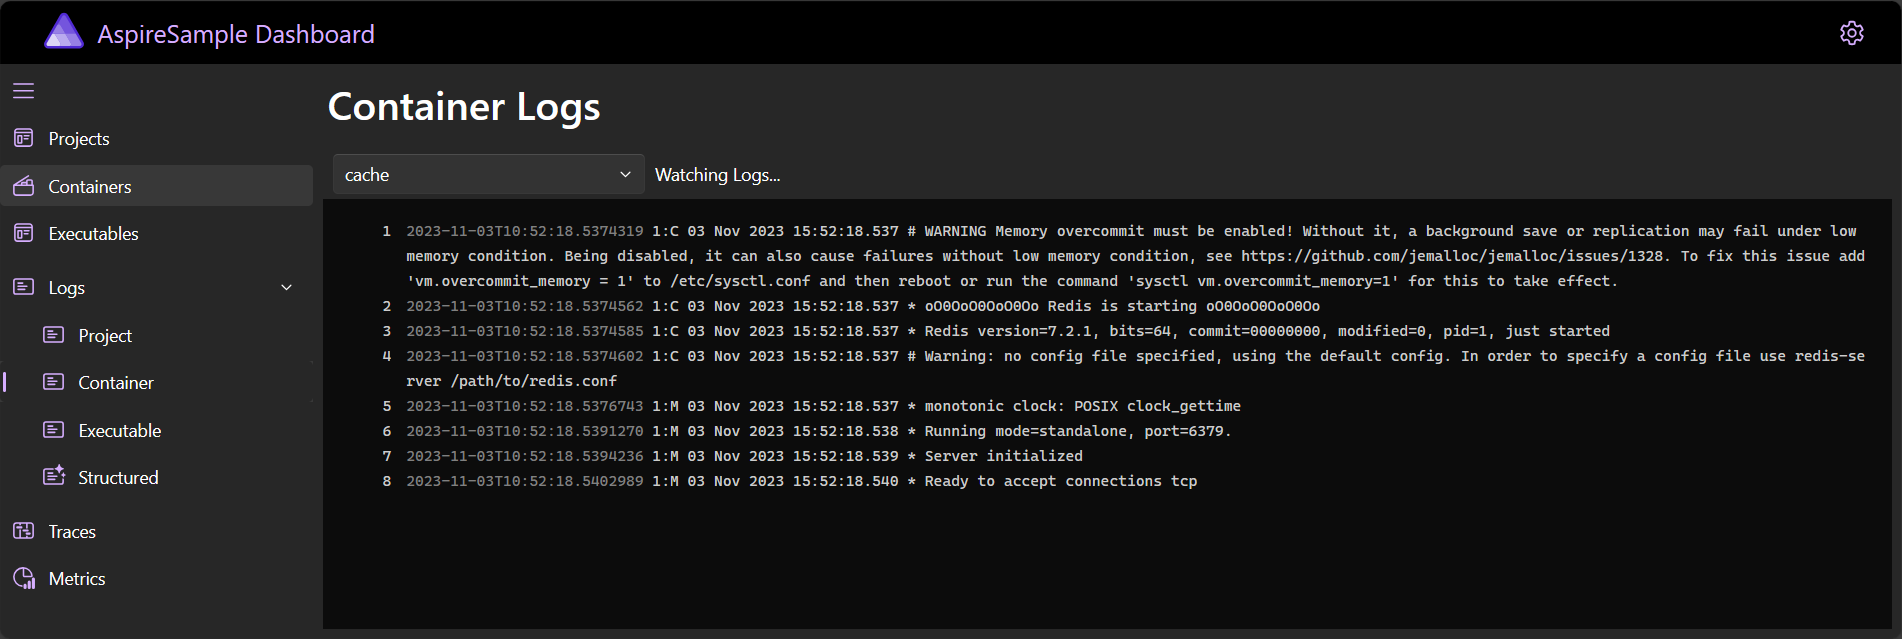 AspireSample Dashboard
Projects
Containers
Executables
Logs
Project
Container
Executable
Structured
Traces
Metrics
Container Logs
cache
Watching Logs...
1 2023-11-03T10:52:18.5374319 1:C 03 Nov 2023 15:52:18.537 # WARNING Memory overcommit must be enabled! Without it, a background save or replication may fail under low
memory condition. Being disabled, it can also cause failures without low memory condition, see https://github.com/jemalloc/jemalloc/issues/1328. To fix this issue add
'vm.overcommit_memory = 1' to /etc/sysctl.conf and then reboot or run the command 'sysctl vm.overcommit_memory=1' for this to take effect.
2 2023-11-03T10:52:18.5374562 1:C 03 Nov 2023 15:52:18.537 * oO0OoO0OoO0Oo Redis is starting oO0OoO0OoO0Oo
3 2023-11-03T10:52:18.5374585 1:C 03 Nov 2023 15:52:18.537 * Redis version=7.2.1, bits=64, commit=00000000, modified=0, pid=1, just started
4 2023-11-03T10:52:18.5374602 1:C 03 Nov 2023 15:52:18.537 # Warning: no config file specified, using the default config. In order to specify a config file use redis-se
rver /path/to/redis.conf
5 2023-11-03T10:52:18.5376743 1:M 03 Nov 2023 15:52:18.537 * monotonic clock: POSIX clock_gettime
6 2023-11-03T10:52:18.5391270 1:M 03 Nov 2023 15:52:18.538 * Running mode=standalone, port=6379.
7 2023-11-03T10:52:18.5394236 1:M 03 Nov 2023 15:52:18.539 * Server initialized
8 2023-11-03T10:52:18.5402989 1:M 03 Nov 2023 15:52:18.540 * Ready to accept connections tcp